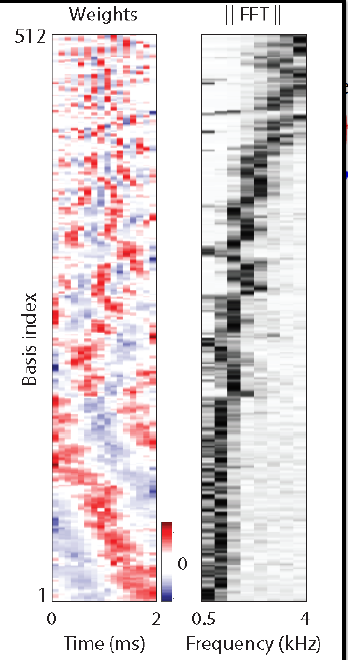 Weights
|| FFT ||
512
Basis index
0
1
0
2
0.5
4
Time (ms)
Frequency (kHz)